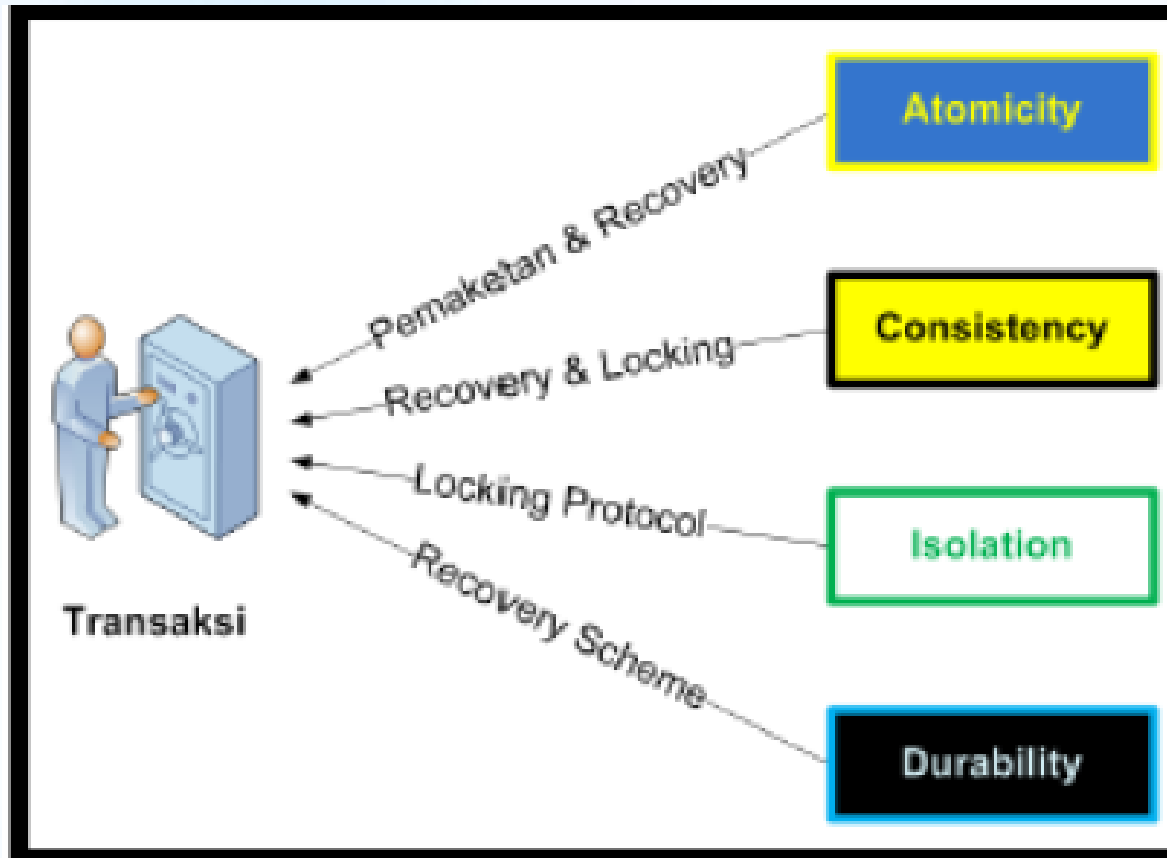 Atomicity
Pemaketan & Recovery
Consistency
Recovery & Locking
Locking Protocol
Isolation
Recovery Scheme
Transaksi
Durability